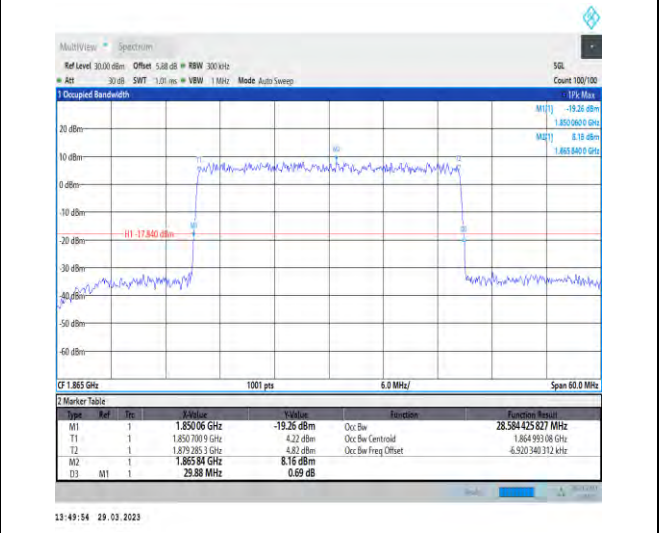 MultiView Spectrum
Ref Level 30.00 dBm Offset 5.88 dB RBW 300 kHz SGL
Att 30 dB SWT 1.01 ms VBW 1 MHz Mode Auto Sweep Count 100/100
1 Occupied Bandwidth 1Pk Max
M1[1] -19.26 dBm
1.850 060 0 GHz
M2[1] 8.16 dBm
1.865 840 0 GHz
20 dBm
10 dBm
0 dBm
-10 dBm
H1 -17.840 dBm
-20 dBm
-30 dBm
-40 dBm
-50 dBm
-60 dBm
T1
M2
T2
M1
D3
CF 1.865 GHz 1001 pts 6.0 MHz/ Span 60.0 MHz
2 Marker Table
Type Ref Trc X-Value Y-Value Function Function Result
M1 1 1.850 06 GHz -19.26 dBm Occ Bw 28.584 425 827 MHz
T1 1 1.850 700 9 GHz 4.22 dBm Occ Bw Centroid 1.864 993 08 GHz
T2 1 1.879 285 3 GHz 4.82 dBm Occ Bw Freq Offset -6.920 340 312 kHz
M2 1 1.865 84 GHz 8.16 dBm
D3 M1 1 29.88 MHz 0.69 dB
13:49:54 29.03.2023